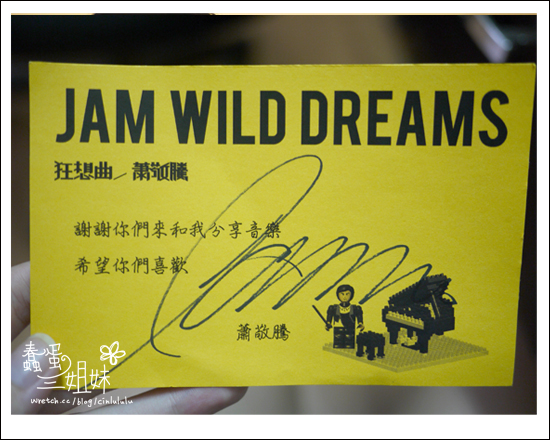 JAM WILD DREAMS
狂想曲／蕭敬騰
謝謝你們來和我分享音樂
希望你們喜歡
蕭敬騰
蠢蛋
三姐妹
wretch.cc/blog/cinlululu